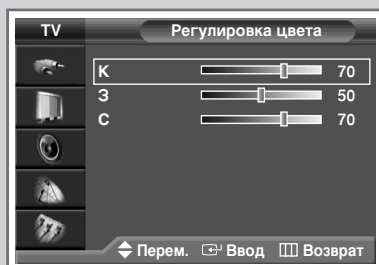 TV Регулировка цвета
К 70
З 50
С 70
Перем. Ввод Возврат